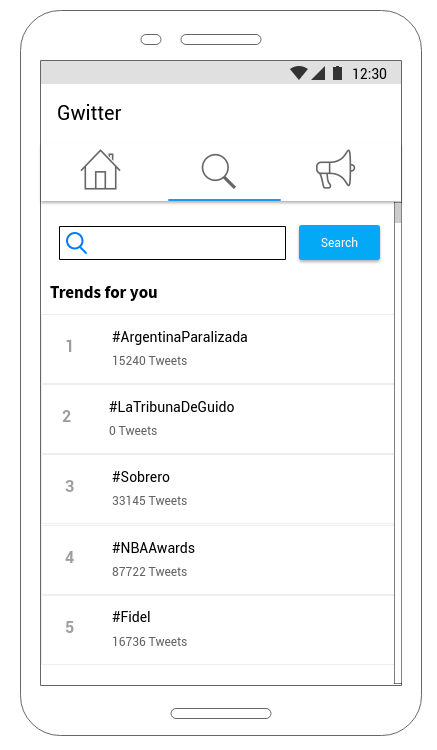 12:30
Gwitter
Search
Trends for you
1
#ArgentinaParalizada
15240 Tweets
2
#LaTribunaDeGuido
0 Tweets
3
#Sobrero
33145 Tweets
4
#NBAAwards
87722 Tweets
5
#Fidel
16736 Tweets